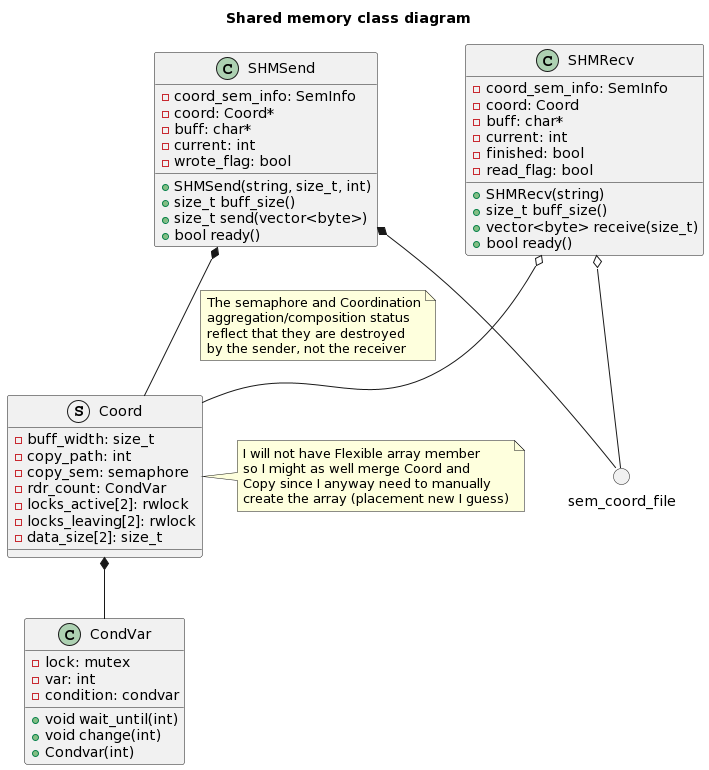 Shared memory class diagram
C SHMSend
coord_sem_info: SemInfo
coord: Coord*
buff: char*
current: int
wrote_flag: bool
SHMSend(string, size_t, int)
size_t buff_size()
size_t send(vector<byte>)
bool ready()
C SHMRecv
coord_sem_info: SemInfo
coord: Coord
buff: char*
current: int
finished: bool
read_flag: bool
SHMRecv(string)
size_t buff_size()
vector<byte> receive(size_t)
bool ready()
The semaphore and Coordination
aggregation/composition status
reflect that they are destroyed
by the sender, not the receiver
S Coord
buff_width: size_t
copy_path: int
copy_sem: semaphore
rdr_count: CondVar
locks_active[2]: rwlock
locks_leaving[2]: rwlock
data_size[2]: size_t
I will not have Flexible array member
so I might as well merge Coord and
Copy since I anyway need to manually
create the array (placement new I guess)
sem_coord_file
C CondVar
lock: mutex
var: int
condition: condvar
void wait_until(int)
void change(int)
Condvar(int)